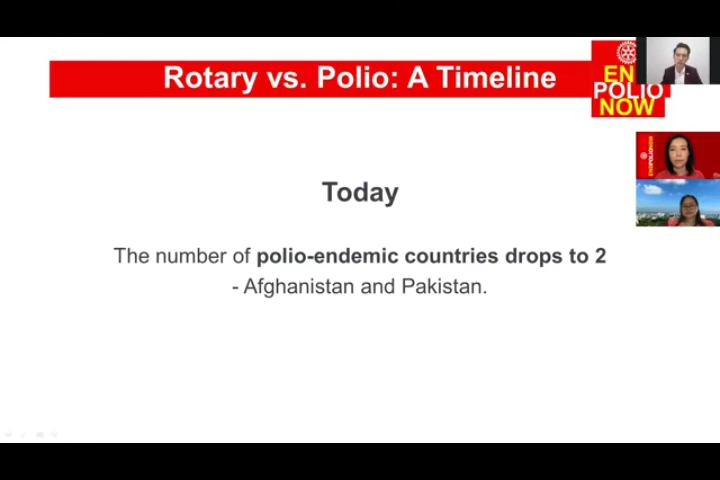 Rotary vs. Polio: A Timeline
EN
POLIO
NOW
Today
The number of polio-endemic countries drops to 2
- Afghanistan and Pakistan.